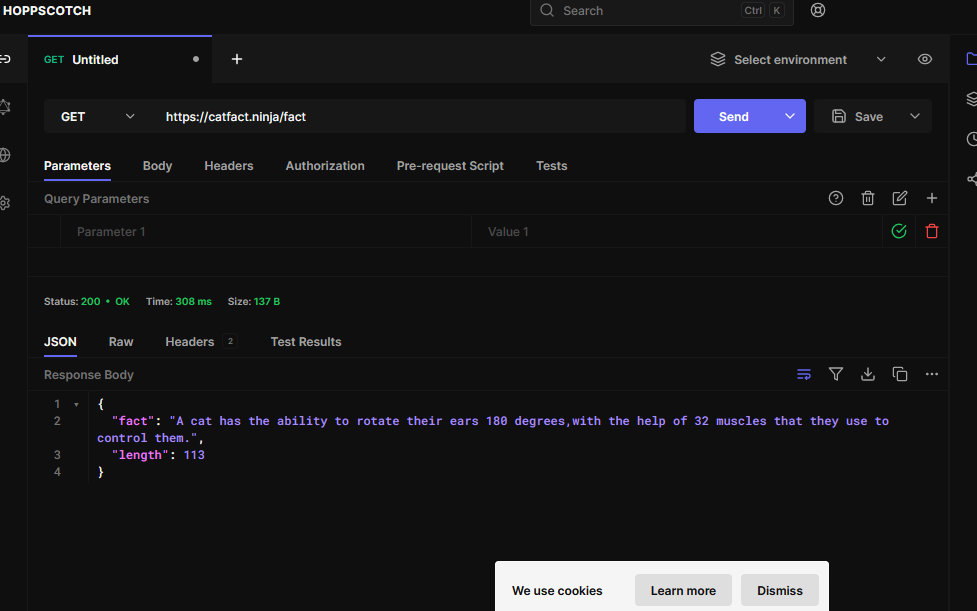 HOPPSCOTCH
Search Ctrl K
GET Untitled
Select environment
GET https://catfact.ninja/fact Send Save
Parameters Body Headers Authorization Pre-request Script Tests
Query Parameters
Parameter 1 Value 1
Status: 200 • OK Time: 308 ms Size: 137 B
JSON Raw Headers 2 Test Results
Response Body
1 {
2 "fact": "A cat has the ability to rotate their ears 180 degrees,with the help of 32 muscles that they use to
control them.",
3 "length": 113
4 }
We use cookies Learn more Dismiss